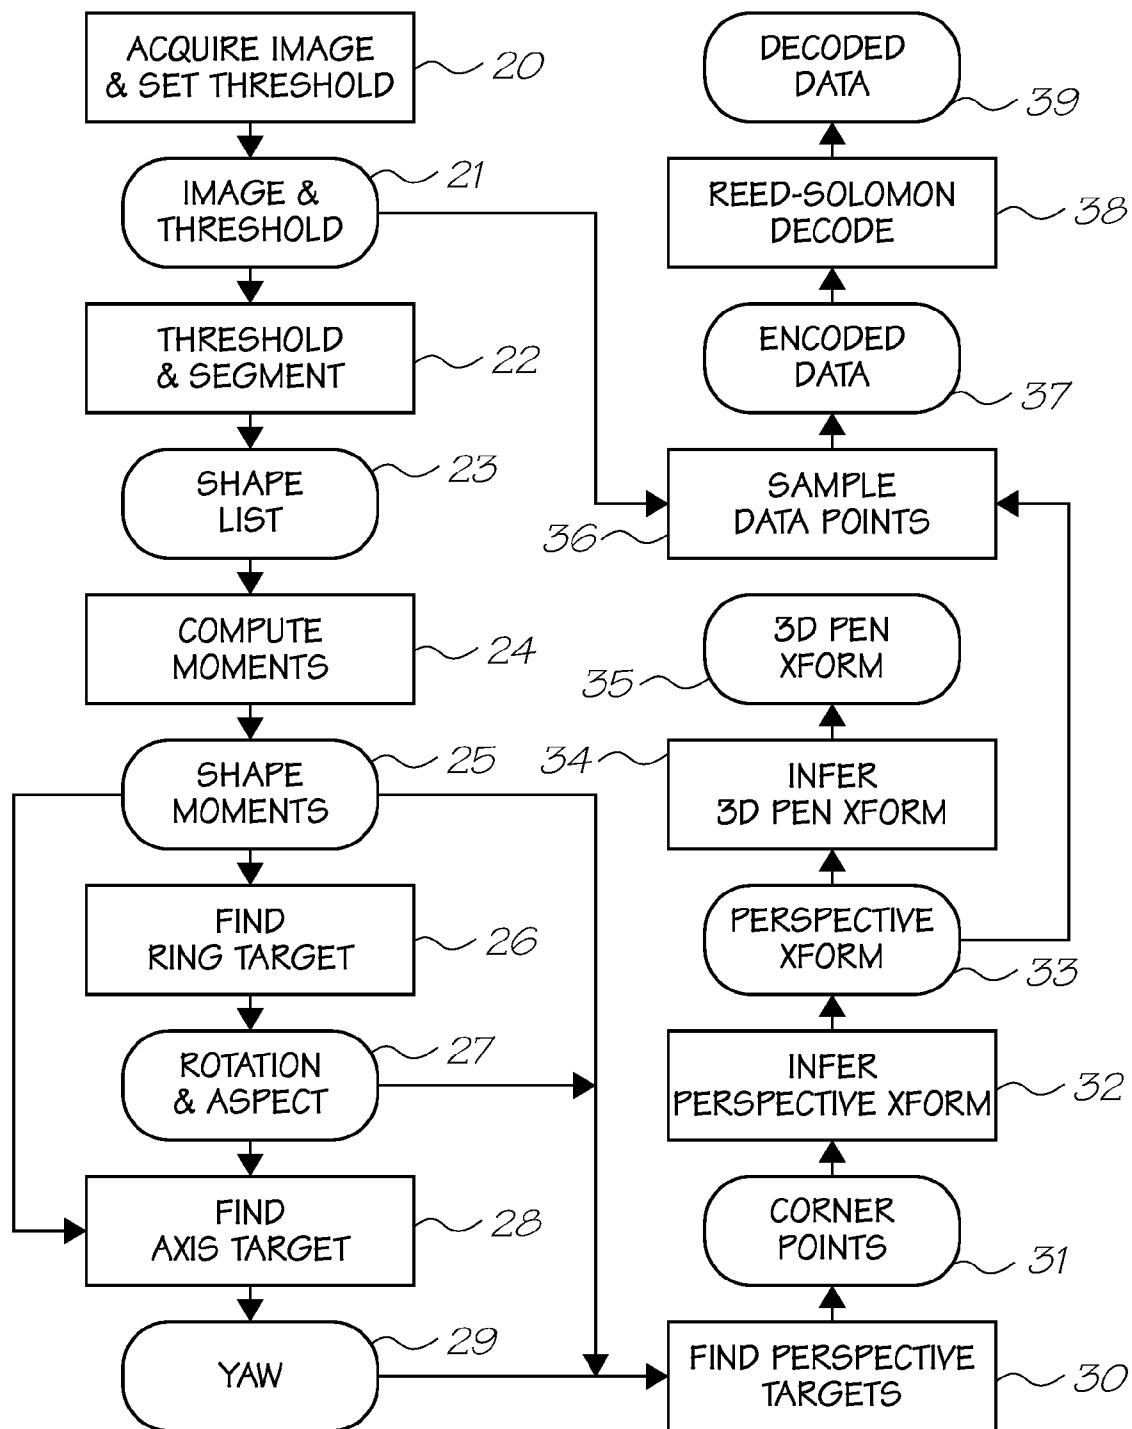 ACQUIRE IMAGE
& SET THRESHOLD
20
IMAGE &
THRESHOLD
21
THRESHOLD
& SEGMENT
22
SHAPE
LIST
23
COMPUTE
MOMENTS
24
SHAPE
MOMENTS
25
FIND
RING TARGET
26
ROTATION
& ASPECT
27
FIND
AXIS TARGET
28
YAW
29
DECODED
DATA
39
REED-SOLOMON
DECODE
38
ENCODED
DATA
37
SAMPLE
DATA POINTS
36
3D PEN
XFORM
35
INFER
3D PEN XFORM
34
PERSPECTIVE
XFORM
33
INFER
PERSPECTIVE XFORM
32
CORNER
POINTS
31
FIND PERSPECTIVE
TARGETS
30